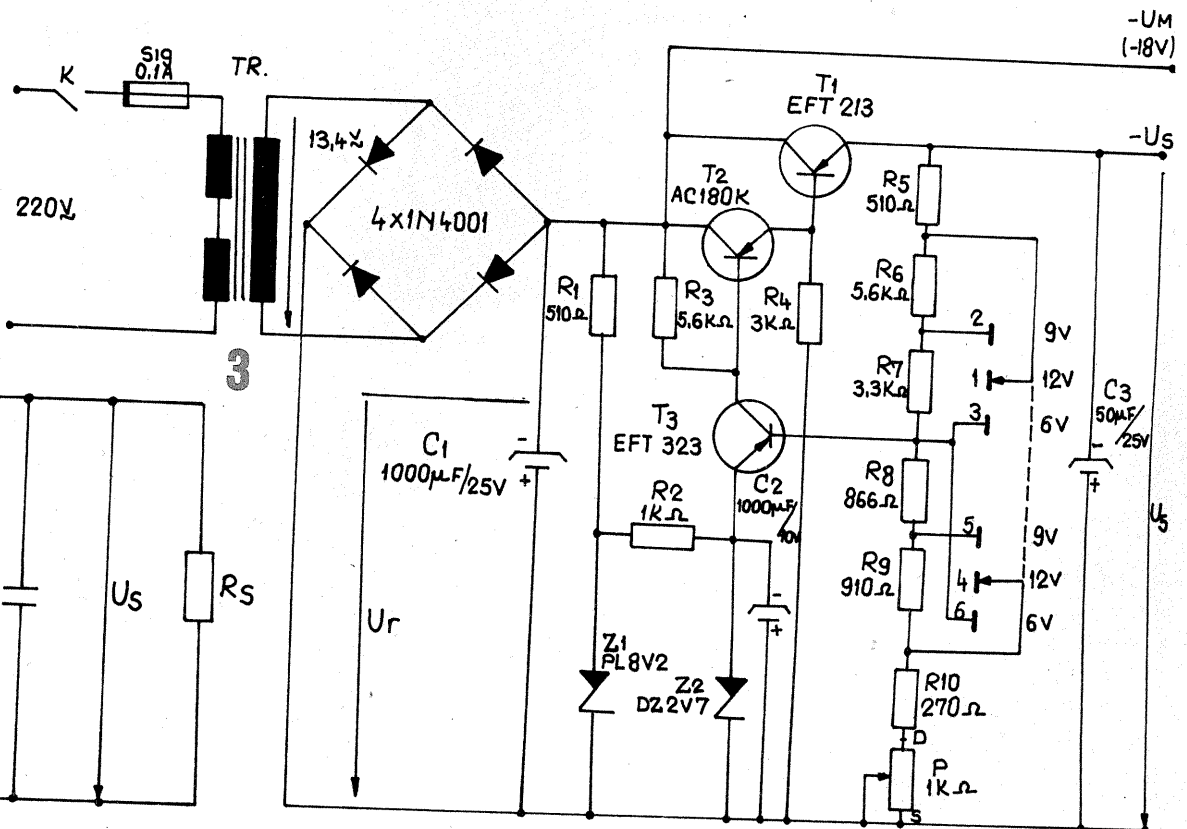 -UM
(-18V)
K
SIG
0,1A
TR.
220V
13,4
4x1N4001
T1
EFT 213
-US
T2
AC180K
R5
510Ω
R1
510Ω
R3
5,6KΩ
R4
3KΩ
R6
5,6KΩ
2
9V
R7
3,3KΩ
1
12V
3
6V
C3
50µF/
25V
3
T3
EFT 323
C1
1000µF/25V
-
+
R2
1KΩ
C2
1000µF/
10V
-
+
R8
866Ω
5
9V
R9
910Ω
4
12V
6
6V
-
+
US
US
RS
Ur
Z1
PL8V2
Z2
DZ2V7
R10
270Ω
D
P
1KΩ
S